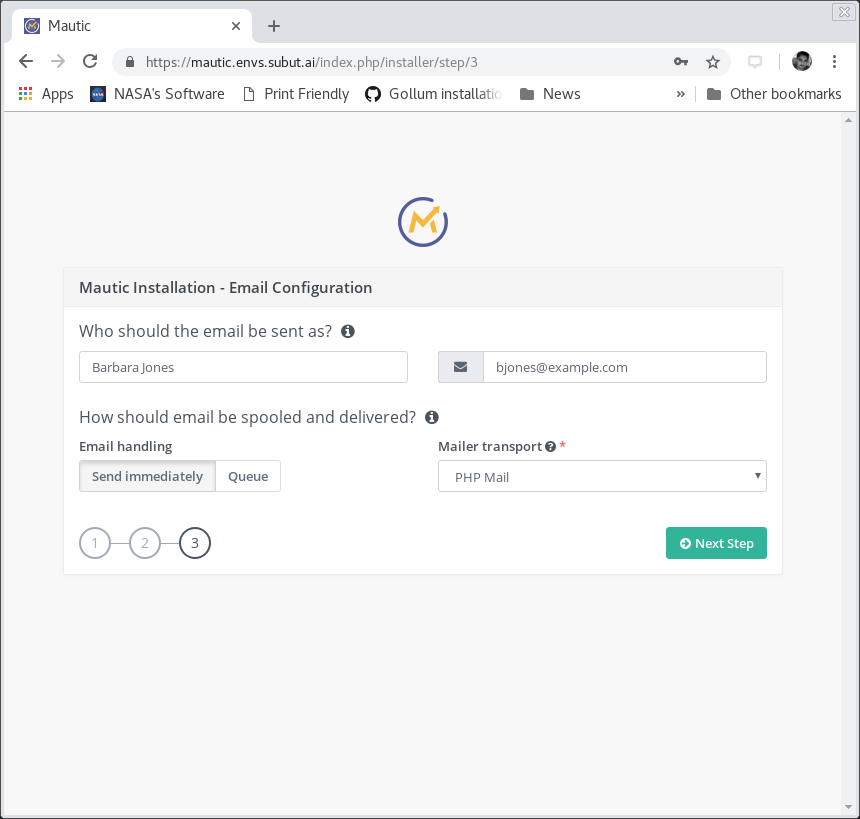 Mautic
https://mautic.envs.subut.ai/index.php/installer/step/3
Apps NASA's Software Print Friendly Gollum installatio News » Other bookmarks
Mautic Installation - Email Configuration
Who should the email be sent as?
Barbara Jones bjones@example.com
How should email be spooled and delivered?
Email handling Mailer transport *
Send immediately Queue PHP Mail
1 2 3 Next Step